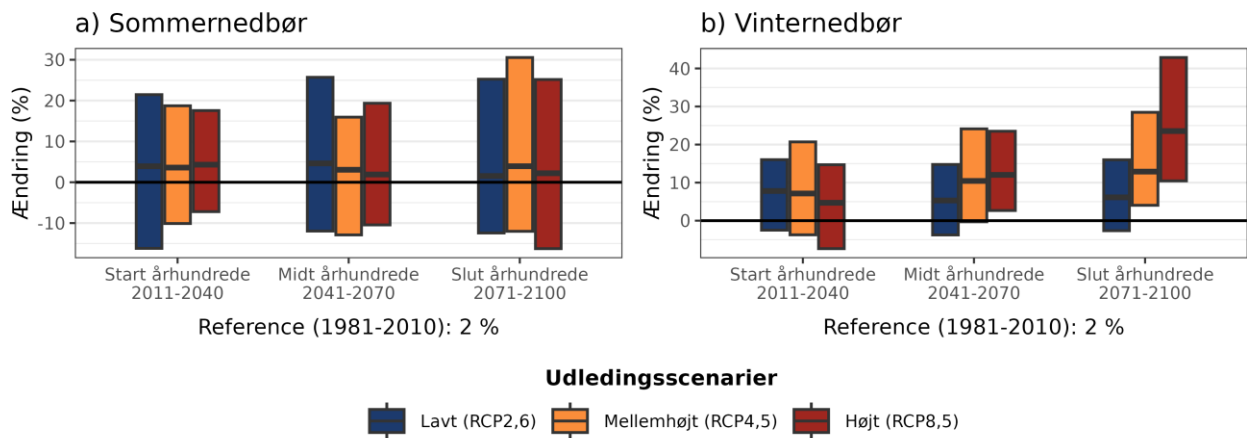 a) Sommernedbør
Ændring (%)
30
20
10
0
-10
Start århundrede
2011-2040
Midt århundrede
2041-2070
Slut århundrede
2071-2100
Reference (1981-2010): 2 %
b) Vinternedbør
Ændring (%)
40
30
20
10
0
Start århundrede
2011-2040
Midt århundrede
2041-2070
Slut århundrede
2071-2100
Reference (1981-2010): 2 %
Udledingsscenarier
Lavt (RCP2,6)
Mellemhøjt (RCP4,5)
Højt (RCP8,5)